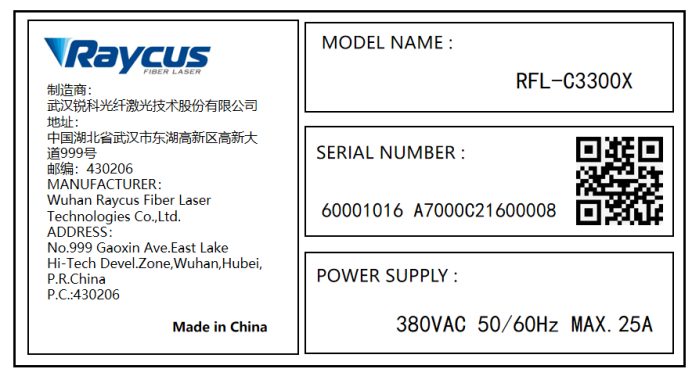 Raycus
FIBER LASER
制造商：
武汉锐科光纤激光技术股份有限公司
地址：
中国湖北省武汉市东湖高新区高新大
道999号
邮编：430206
MANUFACTURER:
Wuhan Raycus Fiber Laser
Technologies Co.,Ltd.
ADDRESS:
No.999 Gaoxin Ave.East Lake
Hi-Tech Devel.Zone,Wuhan,Hubei,
P.R.China
P.C.:430206
Made in China
MODEL NAME :
RFL-C3300X
SERIAL NUMBER :
60001016 A7000C21600008
POWER SUPPLY :
380VAC 50/60Hz MAX. 25A